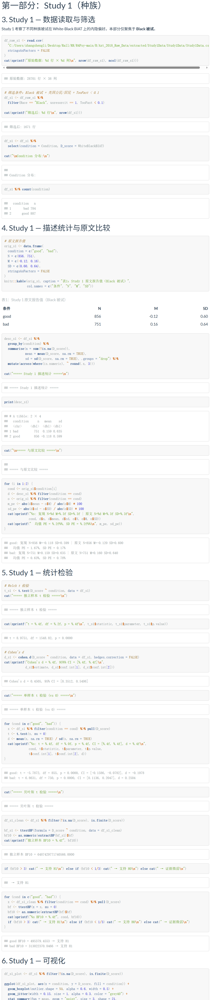 第一部分：Study 1（种族）
3. Study 1 — 数据读取与筛选
Study 1 考察了不同种族被试在 White-Black BIAT 上的内隐偏好。本部分仅聚焦于 Black 被试。
df_raw_s1 <- read.csv(
  "C:/Users/zhangshengli/Desktop/Rall/RR/R4Psy-main/R/Axt_2018_Raw_Data/extracted/Study1Data/Study1Data/Study1Data.cs
  stringsAsFactors = FALSE
)
cat(sprintf("原始数据: %d 行 × %d 列\n", nrow(df_raw_s1), ncol(df_raw_s1)))
## 原始数据: 28701 行 × 38 列
# 筛选条件：Black 被试 + 美国公民/居民 + TooFast < 0.1
df_s1 <- df_raw_s1 %>%
  filter(Race == "Black", usresorcit == 1, TooFast < 0.1)
cat(sprintf("筛选后: %d 行\n", nrow(df_s1)))
## 筛选后: 1671 行
df_s1 <- df_s1 %>%
  select(condition = Condition, D_score = WhiteBlackBIAT)
cat("\nCondition 分布:\n")
##
## Condition 分布:
df_s1 %>% count(condition)
##   condition   n
## 1       bad 784
## 2      good 887
4. Study 1 — 描述统计与原文比较
# 原文报告值
orig_s1 <- data.frame(
  condition = c("good", "bad"),
  N = c(856, 751),
  M = c(-0.12, 0.16),
  SD = c(0.60, 0.64),
  stringsAsFactors = FALSE
)
knitr::kable(orig_s1, caption = "表1: Study 1 原文报告值（Black 被试）",
             col.names = c("条件", "N", "M", "SD"))
表1: Study 1 原文报告值（Black 被试）
条件 N M SD
good 856 -0.12 0.60
bad 751 0.16 0.64
desc_s1 <- df_s1 %>%
  group_by(condition) %>%
  summarise(n = sum(!is.na(D_score)),
            mean = mean(D_score, na.rm = TRUE),
            sd = sd(D_score, na.rm = TRUE), .groups = "drop") %>%
  mutate(across(where(is.numeric), ~ round(.x, 3)))
cat("===== Study 1 描述统计 =====\n")
## ===== Study 1 描述统计 =====
print(desc_s1)
## # A tibble: 2 × 4
##   condition     n   mean    sd
##   <chr>     <dbl>  <dbl> <dbl>
## 1 bad         751  0.159 0.635
## 2 good        856 -0.118 0.599
cat("\n===== 与原文比较 =====\n")
##
## ===== 与原文比较 =====
for (i in 1:2) {
  cond <- orig_s1$condition[i]
  d <- desc_s1 %>% filter(condition == cond)
  o <- orig_s1 %>% filter(condition == cond)
  m_pe <- abs(d$mean - o$M) / abs(o$M) * 100
  sd_pe <- abs(d$sd - o$SD) / abs(o$SD) * 100
  cat(sprintf("%s: 复现 N=%d M=%.3f SD=%.3f | 原文 N=%d M=%.3f SD=%.3f\n",
              cond, d$n, d$mean, d$sd, o$N, o$M, o$SD))
  cat(sprintf("  均值 PE = %.2f%%, SD PE = %.2f%%\n", m_pe, sd_pe))
}
## good: 复现 N=856 M=-0.118 SD=0.599 | 原文 N=856 M=-0.120 SD=0.600
##   均值 PE = 1.67%, SD PE = 0.17%
## bad: 复现 N=751 M=0.159 SD=0.635 | 原文 N=751 M=0.160 SD=0.640
##   均值 PE = 0.63%, SD PE = 0.78%
5. Study 1 — 统计检验
# Welch t 检验
t_s1 <- t.test(D_score ~ condition, data = df_s1)
cat("===== 独立样本 t 检验 =====\n")
## ===== 独立样本 t 检验 =====
cat(sprintf("t = %.4f, df = %.2f, p = %.4f\n", t_s1$statistic, t_s1$parameter, t_s1$p.value))
## t = 8.9751, df = 1548.82, p = 0.0000
# Cohen's d
d_s1 <- cohen.d(D_score ~ condition, data = df_s1, hedges.correction = FALSE)
cat(sprintf("Cohen's d = %.4f, 95%% CI = [%.4f, %.4f]\n",
            d_s1$estimate, d_s1$conf.int[1], d_s1$conf.int[2]))
## Cohen's d = 0.4505, 95% CI = [0.3512, 0.5498]
cat("===== 单样本 t 检验 (vs 0) =====\n")
## ===== 单样本 t 检验 (vs 0) =====
for (cond in c("good", "bad")) {
  x <- df_s1 %>% filter(condition == cond) %>% pull(D_score)
  t <- t.test(x, mu = 0)
  d <- mean(x, na.rm = TRUE) / sd(x, na.rm = TRUE)
  cat(sprintf("%s: t = %.4f, df = %.0f, p = %.4f, CI = [%.4f, %.4f], d = %.4f\n",
              cond, t$statistic, t$parameter, t$p.value,
              t$conf.int[1], t$conf.int[2], d))
}
## good: t = -5.7872, df = 855, p = 0.0000, CI = [-0.1586, -0.0782], d = -0.1978
## bad: t = 6.8631, df = 750, p = 0.0000, CI = [0.1136, 0.2047], d = 0.2504
cat("===== 贝叶斯 t 检验 =====\n")
## ===== 贝叶斯 t 检验 =====
df_s1_clean <- df_s1 %>% filter(!is.na(D_score), is.finite(D_score))
bf_s1 <- ttestBF(formula = D_score ~ condition, data = df_s1_clean)
bf10 <- as.numeric(extractBF(bf_s1)$bf)
cat(sprintf("独立样本 BF10 = %.4f", bf10))
## 独立样本 BF10 = 6487429771740566.0000
if (bf10 > 3) cat(" → 支持 H1\n") else if (bf10 < 1/3) cat(" → 支持 H0\n") else cat(" → 证据微弱\n")
##  → 支持 H1
for (cond in c("good", "bad")) {
  x <- df_s1_clean %>% filter(condition == cond) %>% pull(D_score)
  bf <- ttestBF(x = x, mu = 0)
  bf10 <- as.numeric(extractBF(bf)$bf)
  cat(sprintf("%s BF10 = %.4f", cond, bf10))
  if (bf10 > 3) cat(" → 支持 H1\n") else if (bf10 < 1/3) cat(" → 支持 H0\n") else cat(" → 证据微弱\n")
}
## good BF10 = 495379.4553 → 支持 H1
## bad BF10 = 313022370.8466 → 支持 H1
6. Study 1 — 可视化
df_s1_plot <- df_s1 %>% filter(!is.na(D_score), is.finite(D_score))
ggplot(df_s1_plot, aes(x = condition, y = D_score, fill = condition)) +
  geom_boxplot(outlier.shape = NA, alpha = 0.6, width = 0.5) +
  geom_jitter(width = 0.15, size = 1, alpha = 0.3, color = "grey40") +
  stat_summary(fun = mean, geom = "point", size = 3, shape = 21,